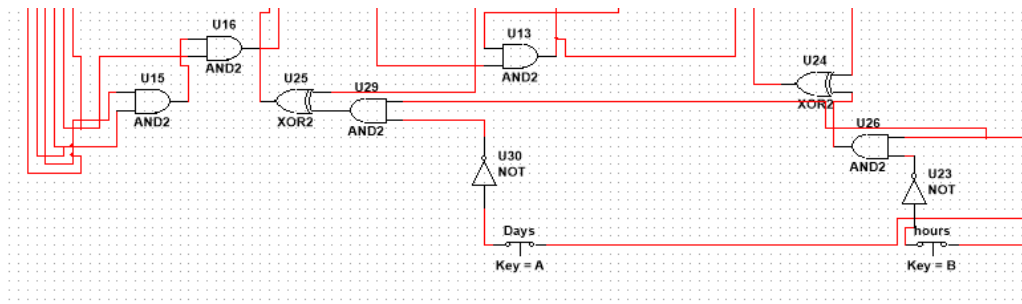 U16
AND2
U15
AND2
U13
AND2
U25
XOR2
U29
AND2
U24
XOR2
U26
AND2
U30
NOT
U23
NOT
Days
Key = A
hours
Key = B